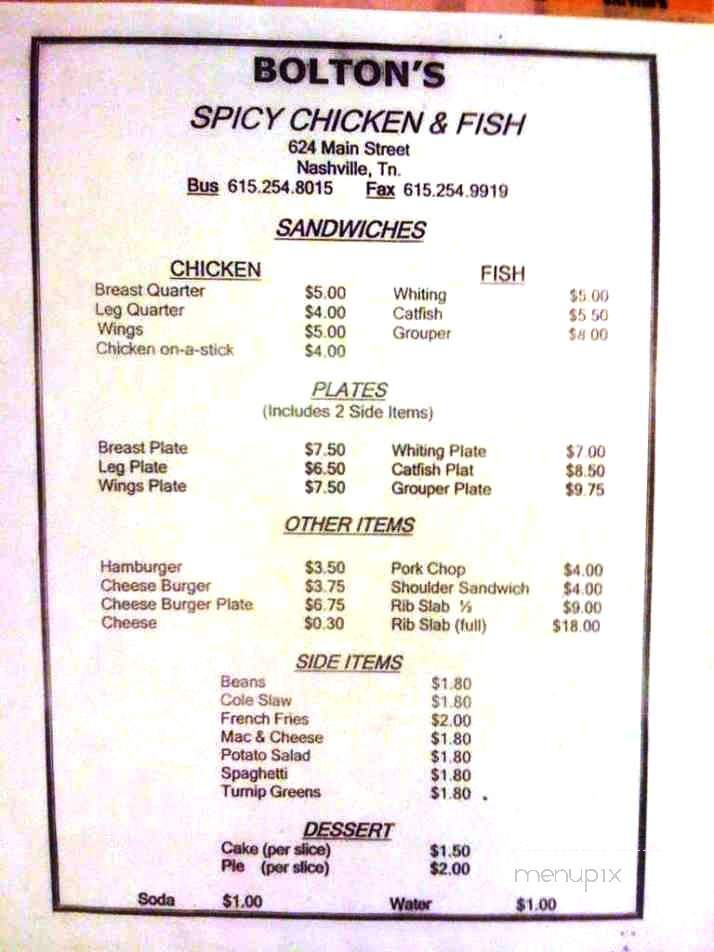 BOLTON'S
SPICY CHICKEN & FISH
624 Main Street
Nashville, Tn.
Bus 615.254.8015 Fax 615.254.9919
SANDWICHES
CHICKEN FISH
Breast Quarter $5.00 Whiting $5.00
Leg Quarter $4.00 Catfish $5 50
Wings $5.00 Grouper $8 00
Chicken on-a-stick $4.00
PLATES
(Includes 2 Side Items)
Breast Plate $7.50 Whiting Plate $7.00
Leg Plate $6.50 Catfish Plat $8.50
Wings Plate $7.50 Grouper Plate $9.75
OTHER ITEMS
Hamburger $3.50 Pork Chop $4.00
Cheese Burger $3.75 Shoulder Sandwich $4.00
Cheese Burger Plate $6.75 Rib Slab ½ $9.00
Cheese $0.30 Rib Slab (full) $18.00
SIDE ITEMS
Beans $1.80
Cole Slaw $1.80
French Fries $2.00
Mac & Cheese $1.80
Potato Salad $1.80
Spaghetti $1.80
Turnip Greens $1.80
DESSERT
Cake (per slice) $1.50
Pie (per slice) $2.00
menupix
Soda $1.00 Water $1.00